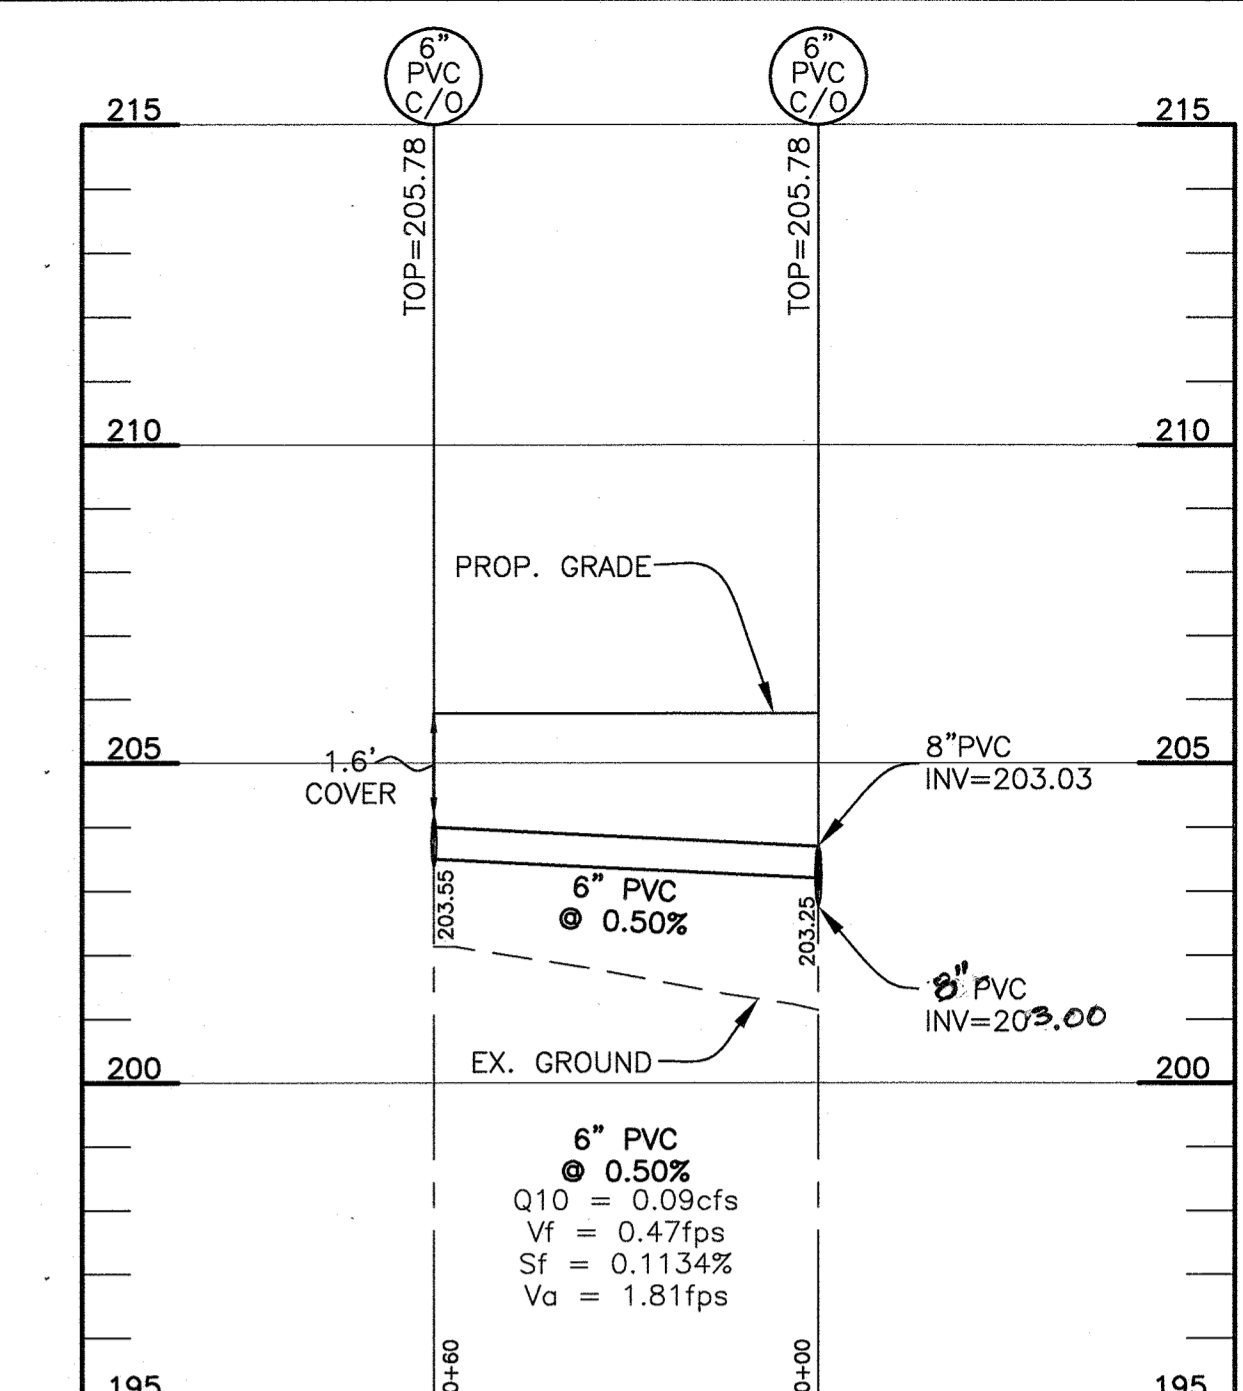 6"
PVC
C/O
6"
PVC
C/O
215
215
TOP=205.78
TOP=205.78
210
210
PROP. GRADE
205
205
1.6'
COVER
8"PVC
INV=203.03
6" PVC
@ 0.50%
203.55
203.25
8" PVC
INV=203.00
EX. GROUND
200
200
6" PVC
@ 0.50%
Q10 = 0.09cfs
Vf = 0.47fps
Sf = 0.1134%
Va = 1.81fps
0+60
0+00
195
195